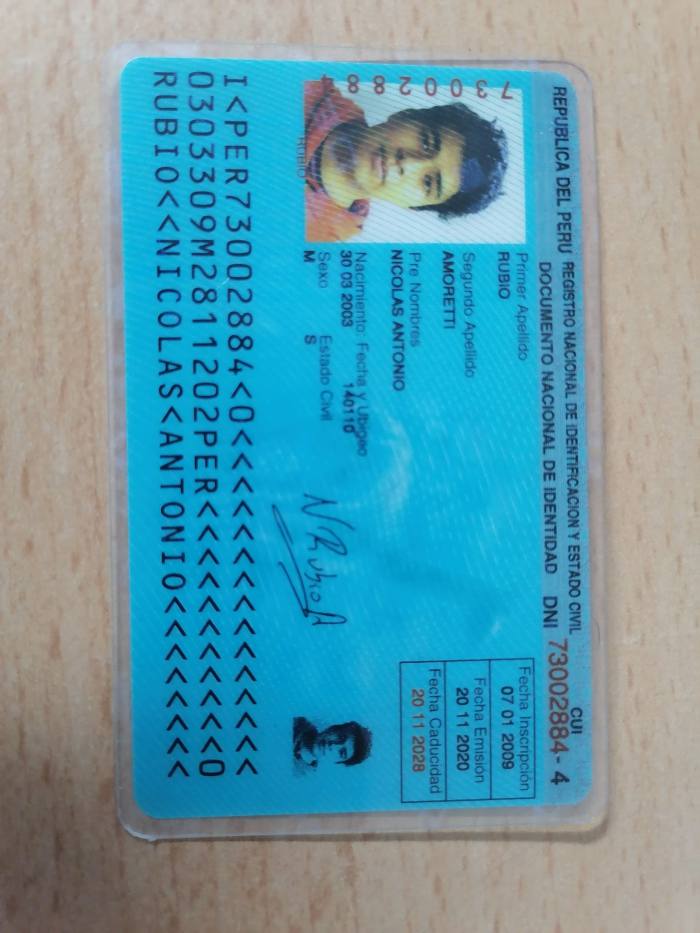 REPUBLICA DEL PERU REGISTRO NACIONAL DE IDENTIFICACION Y ESTADO CIVIL
CUI
DOCUMENTO NACIONAL DE IDENTIDAD DNI 73002884 - 4
Primer Apellido
RUBIO
Segundo Apellido
AMORETTI
Pre Nombres
NICOLAS ANTONIO
Nacimiento: Fecha y Ubigeo
30 03 2003 140110
Sexo Estado Civil
M S
Fecha Inscripción
07 01 2009
Fecha Emisión
20 11 2020
Fecha Caducidad
20 11 2028
73002884
RUBIO
N Rubio A
I<PER73002884<0<<<<<<<<<<<<<<<
0303309M2811202PER<<<<<<<<<<<0
RUBIO<<NICOLAS<ANTONIO<<<<<<<<